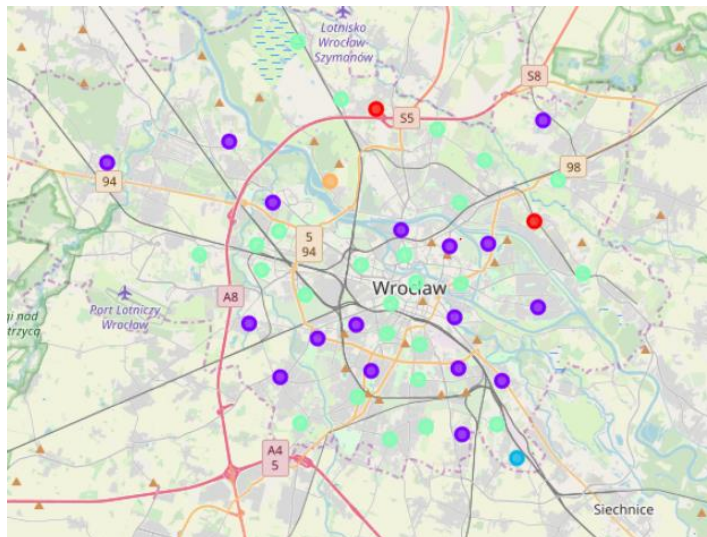 Lotnisko
Wrocław-
Szymanów
S8
S5
98
94
5
94
Wrocław
A8
Port Lotniczy
Wrocław
gi nad
trzycą
A4
5
Siechnice